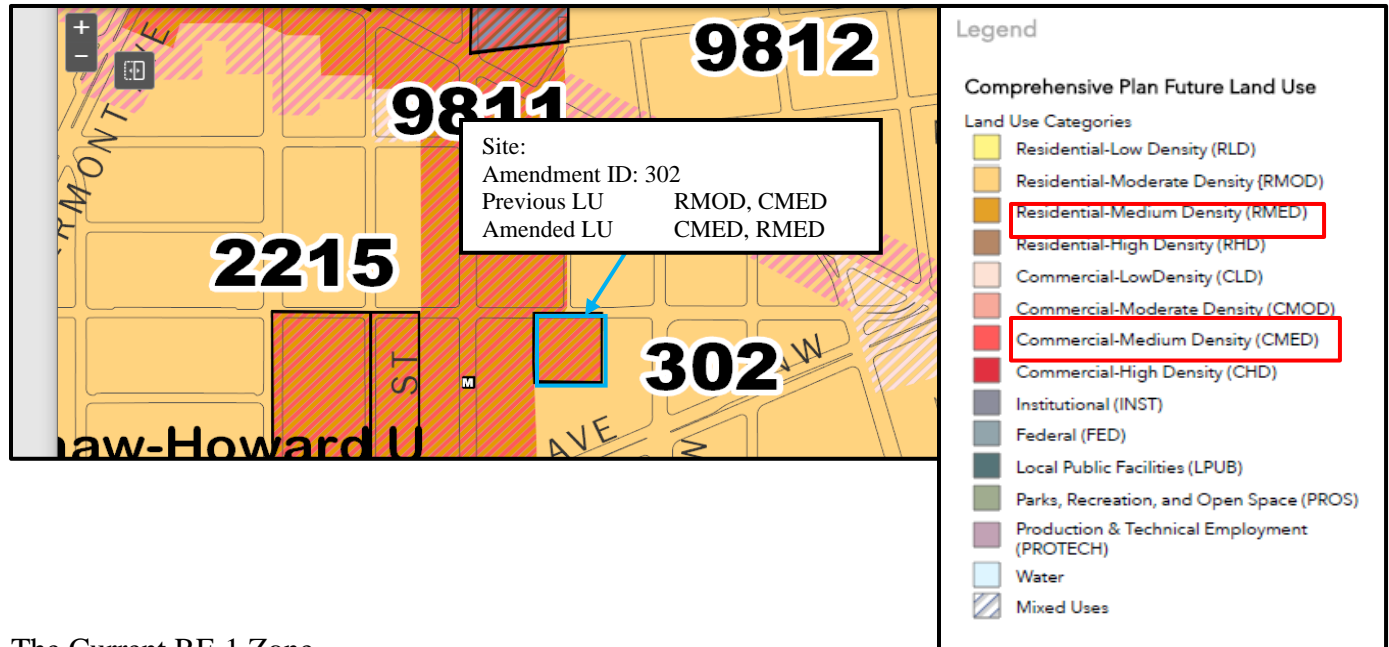 +
−
9812
9811
Site:
Amendment ID: 302
Previous LU RMOD, CMED
Amended LU CMED, RMED
2215
302
NW
ST
M
AVE
-Howard U
Legend
Comprehensive Plan Future Land Use
Land Use Categories
Residential-Low Density (RLD)
Residential-Moderate Density {RMOD)
Residential-Medium Density (RMED)
Residential-High Density (RHD)
Commercial-LowDensity (CLD)
Commercial-Moderate Density (CMOD)
Commercial-Medium Density (CMED)
Commercial-High Density (CHD)
Institutional (INST)
Federal (FED)
Local Public Facilities (LPUB)
Parks, Recreation, and Open Space (PROS)
Production & Technical Employment
(PROTECH)
Water
Mixed Uses
The Current Zone